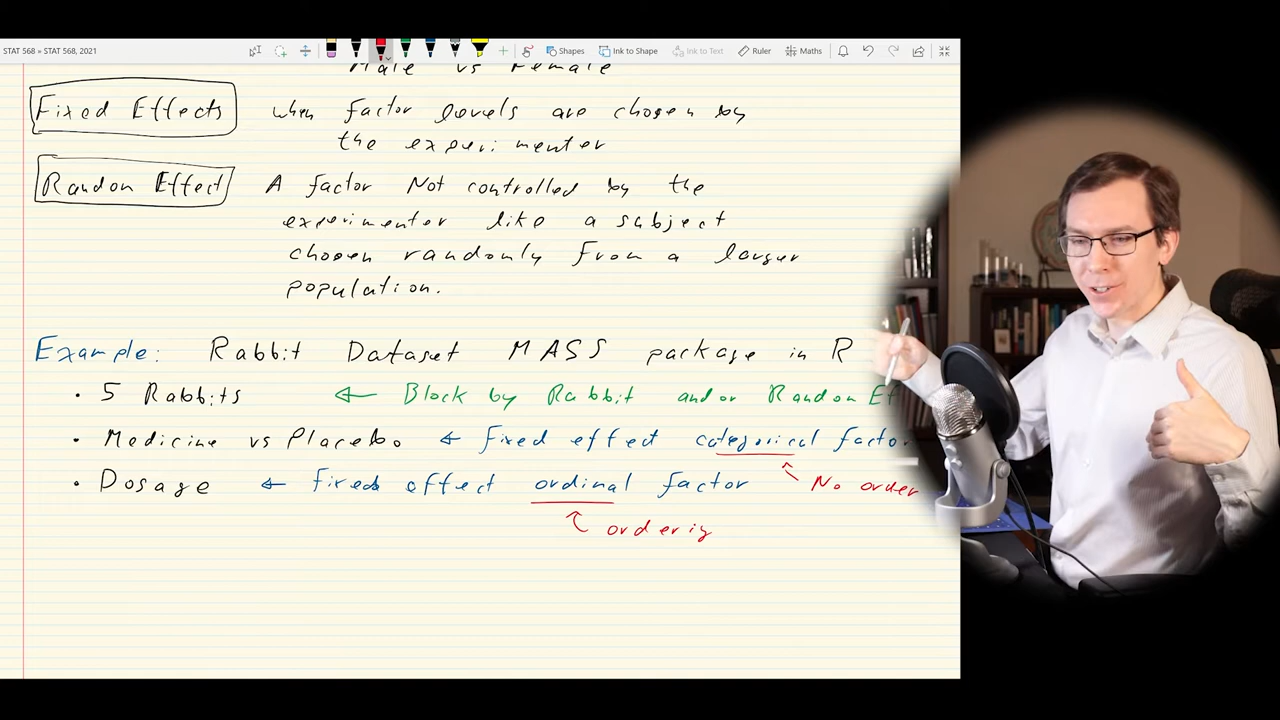 STAT 568 » STAT 568, 2021
Shapes Ink to Shape Ink to Text Ruler Maths
Male vs Female
Fixed Effects when factor levels are chosen by
the experimenter
Random Effect A factor Not controlled by the
experimenter like a subject
chosen randomly from a larger
population.
Example: Rabbit Dataset MASS package in R
• 5 Rabbits ← Block by Rabbit and/or Random Ef
• Medicine vs Placebo ← fixed effect categorical factor
• Dosage ← fixed effect ordinal factor No order
ordering